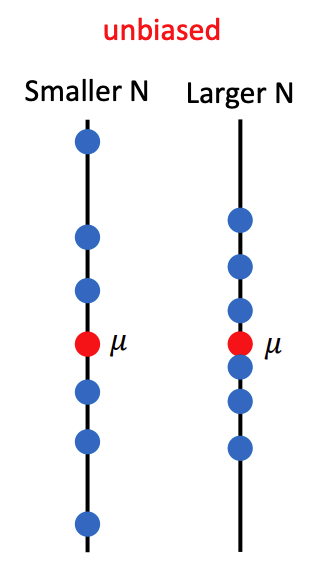 unbiased
Smaller N Larger N
μ μ